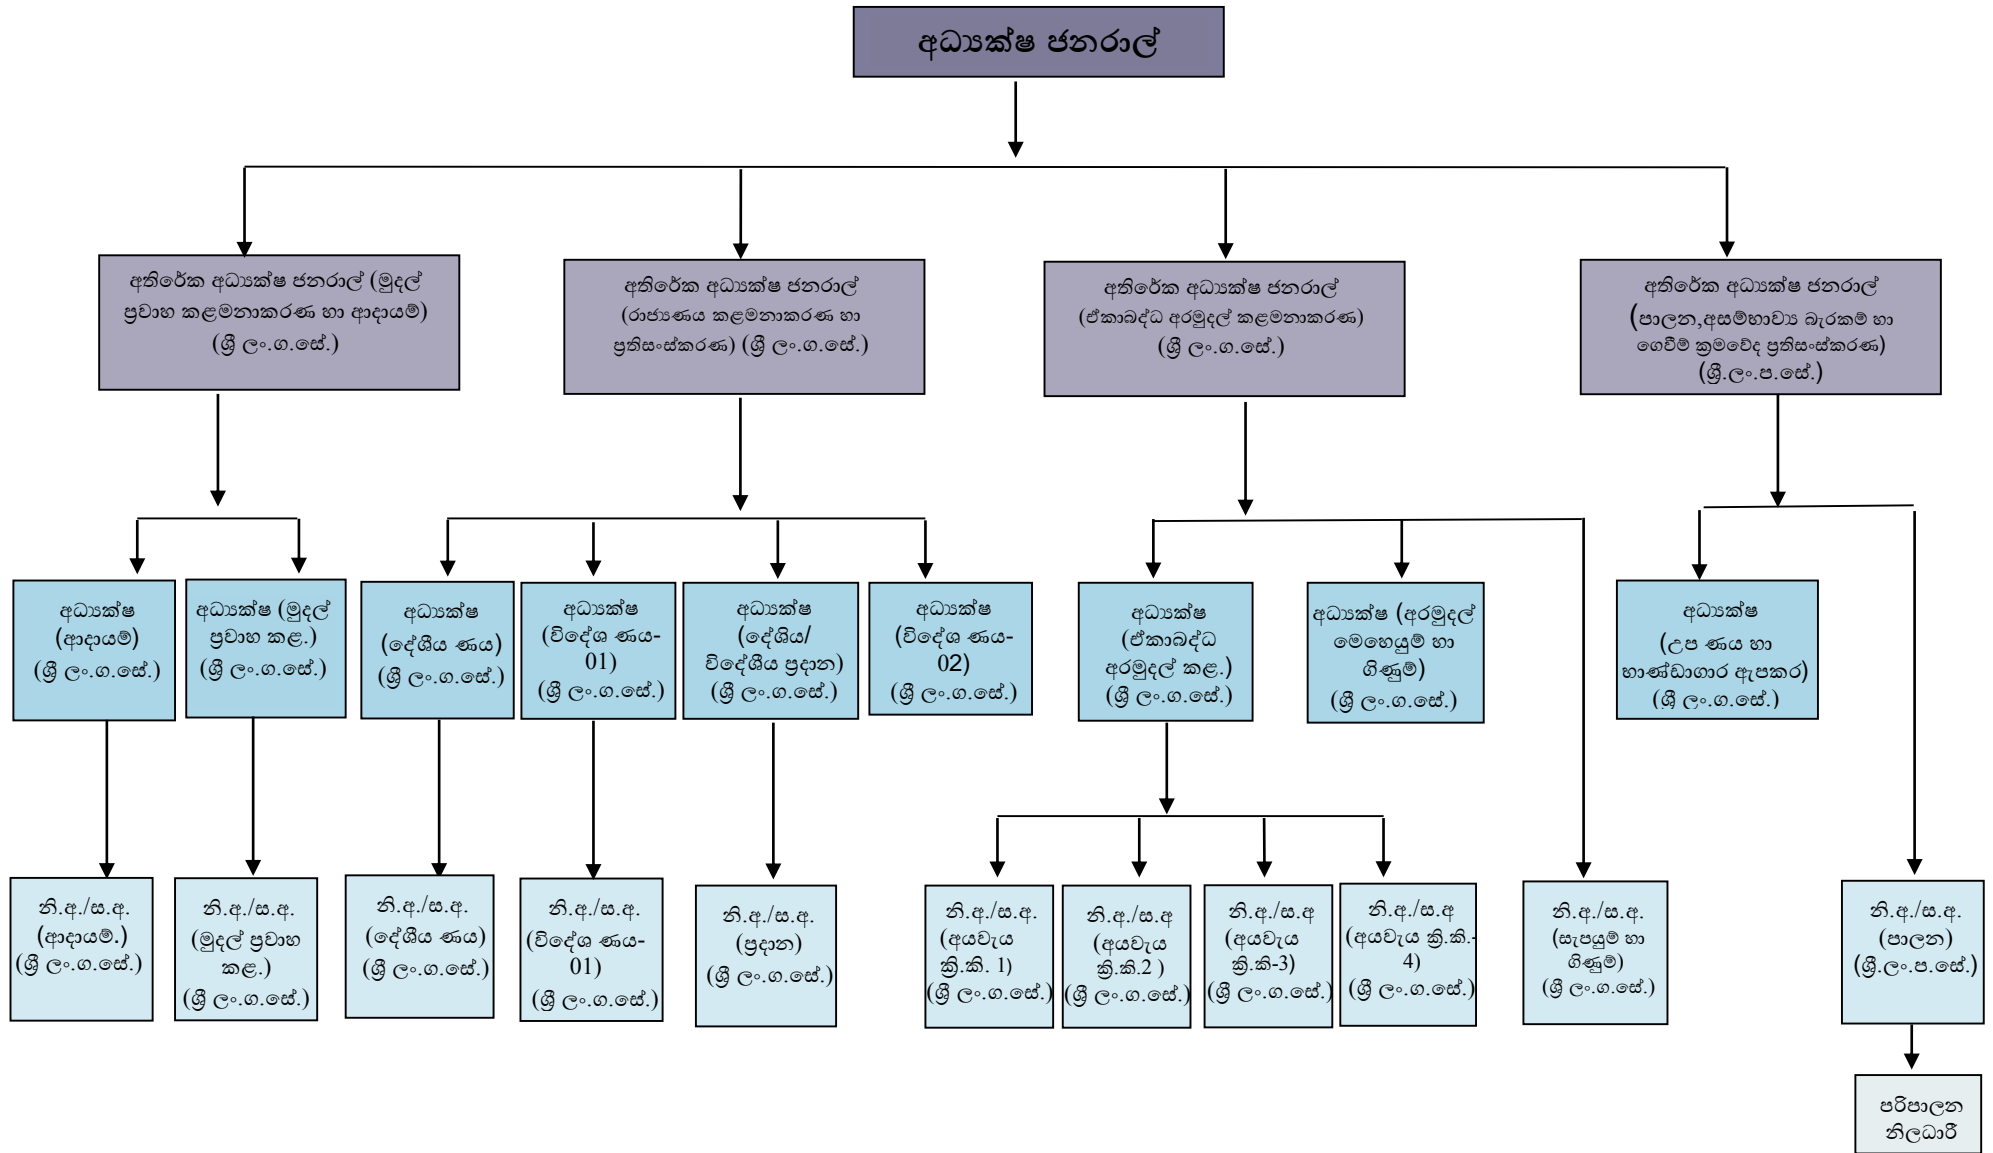 අධ්‍යක්ෂ ජනරාල්
අතිරේක අධ්‍යක්ෂ ජනරාල් (මුදල්
ප්‍රවාහ කළමනාකරණ හා ආදායම්)
(ශ්‍රී ලං.ග.සේ.)
අතිරේක අධ්‍යක්ෂ ජනරාල්
(රාජ්‍යණය කළමනාකරණ හා
ප්‍රතිසංස්කරණ) (ශ්‍රී ලං.ග.සේ.)
අතිරේක අධ්‍යක්ෂ ජනරාල්
(ඒකාබද්ධ අරමුදල් කළමනාකරණ)
(ශ්‍රී ලං.ග.සේ.)
අතිරේක අධ්‍යක්ෂ ජනරාල්
(පාලන,අසම්භාව්‍ය බැරකම් හා
ගෙවීම් ක්‍රමවේද ප්‍රතිසංස්කරණ)
(ශ්‍රී.ලං.ප.සේ.)
අධ්‍යක්ෂ
(ආදායම්)
(ශ්‍රී ලං.ග.සේ.)
අධ්‍යක්ෂ (මුදල්
ප්‍රවාහ කළ.)
(ශ්‍රී ලං.ග.සේ.)
අධ්‍යක්ෂ
(දේශීය ණය)
(ශ්‍රී ලං.ග.සේ.)
අධ්‍යක්ෂ
(විදේශ ණය-
01)
(ශ්‍රී ලං.ග.සේ.)
අධ්‍යක්ෂ
(දේශිය/
විදේශීය ප්‍රදාන)
(ශ්‍රී ලං.ග.සේ.)
අධ්‍යක්ෂ
(විදේශ ණය-
02)
(ශ්‍රී ලං.ග.සේ.)
අධ්‍යක්ෂ
(ඒකාබද්ධ
අරමුදල් කළ.)
(ශ්‍රී ලං.ග.සේ.)
අධ්‍යක්ෂ (අරමුදල්
මෙහෙයුම් හා
ගිණුම්)
(ශ්‍රී ලං.ග.සේ.)
අධ්‍යක්ෂ
(උප ණය හා
භාණ්ඩාගාර ඇපකර)
(ශ්‍රී ලං.ග.සේ.)
නි.අ./ස.අ.
(ආදායම්.)
(ශ්‍රී ලං.ග.සේ.)
නි.අ./ස.අ.
(මුදල් ප්‍රවාහ
කළ.)
(ශ්‍රී ලං.ග.සේ.)
නි.අ./ස.අ.
(දේශීය ණය)
(ශ්‍රී ලං.ග.සේ.)
නි.අ./ස.අ.
(විදේශ ණය-
01)
(ශ්‍රී ලං.ග.සේ.)
නි.අ./ස.අ.
(ප්‍රදාන)
(ශ්‍රී ලං.ග.සේ.)
නි.අ./ස.අ.
(අයවැය
ක්‍රි.කි. 1)
(ශ්‍රී ලං.ග.සේ.)
නි.අ./ස.අ
(අයවැය
ක්‍රි.කි.2 )
(ශ්‍රී ලං.ග.සේ.)
නි.අ./ස.අ
(අයවැය
ක්‍රි.කි-3)
(ශ්‍රී ලං.ග.සේ.)
නි.අ./ස.අ
(අයවැය ක්‍රි.කි.-
4)
(ශ්‍රී ලං.ග.සේ.)
නි.අ./ස.අ.
(සැපයුම් හා
ගිණුම්)
(ශ්‍රී ලං.ග.සේ.)
නි.අ./ස.අ.
(පාලන)
(ශ්‍රී.ලං.ප.සේ.)
පරිපාලන
නිලධාරී